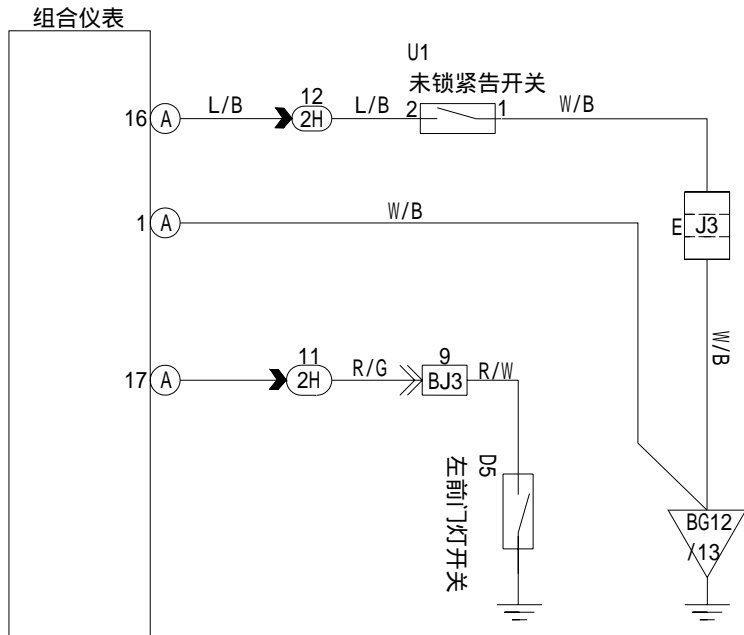 组合仪表
U1
未锁紧告开关
16 A L/B 12 L/B 2 1 W/B
2H
1 A W/B
E J3
W/B
17 A 11 R/G 9 R/W
2H BJ3
D5
左前门灯开关
BG12
/13